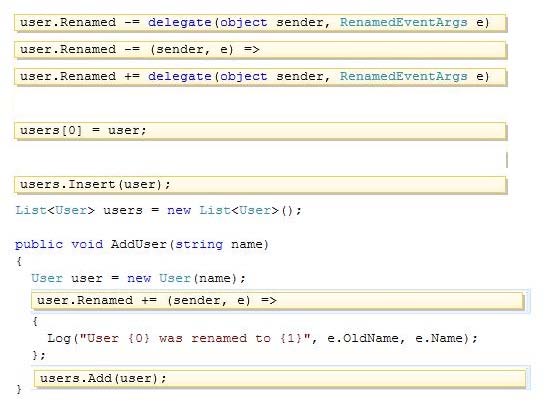 user.Renamed -= delegate(object sender, RenamedEventArgs e)
user.Renamed -= (sender, e) =>
user.Renamed += delegate(object sender, RenamedEventArgs e)
users[0] = user;
users.Insert(user);
List<User> users = new List<User>();
public void AddUser(string name)
{
User user = new User(name);
user.Renamed += (sender, e) =>
{
Log("User {0} was renamed to {1}", e.OldName, e.Name);
};
users.Add(user);
}